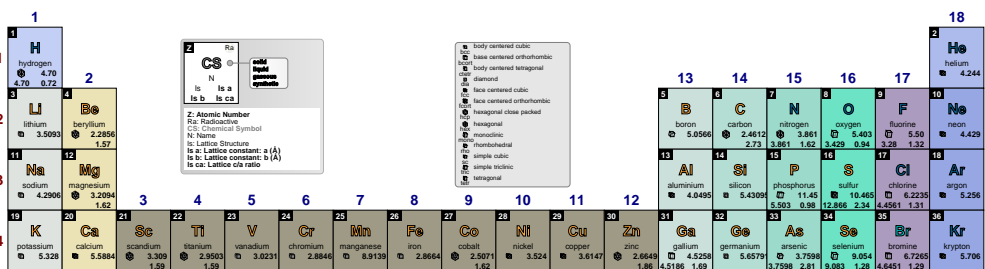 1
18
1
H
hydrogen
4.70
4.70 0.72
2
He
helium
4.244
Z
Ra
CS
N
ls
ls a
ls b
ls ca
solid
liquid
gaseous
synthetic
Z: Atomic Number
Ra: Radioactive
CS: Chemical Symbol
N: Name
ls: Lattice Structure
ls a: Lattice constant: a (Å)
ls b: Lattice constant: b (Å)
ls ca: Lattice c/a ratio
body centered cubic
bcc
base centered orthorhombic
bcort
body centered tetragonal
ctetr
diamond
dia
face centered cubic
fcc
face centered orthorhombic
fcort
hexagonal close packed
hcp
hexagonal
hex
monoclinic
mono
rhombohedral
rho
simple cubic
sc
simple triclinic
tric
tetragonal
tetr
2
13 14 15 16 17
3
Li
lithium
3.5093
4
Be
beryllium
2.2856
1.57
5
B
boron
5.0566
6
C
carbon
2.4612
2.73
7
N
nitrogen
3.861
3.861 1.62
8
O
oxygen
5.403
3.429 0.94
9
F
fluorine
5.50
3.28 1.32
10
Ne
neon
4.429
11
Na
sodium
4.2906
12
Mg
magnesium
3.2094
1.62
13
Al
aluminium
4.0495
14
Si
silicon
5.43095
15
P
phosphorus
11.45
5.503 0.98
16
S
sulfur
10.465
12.866 2.34
17
Cl
chlorine
6.2235
4.4561 1.31
18
Ar
argon
5.256
3 4 5 6 7 8 9 10 11 12
19
K
potassium
5.328
20
Ca
calcium
5.5884
21
Sc
scandium
3.309
1.59
22
Ti
titanium
2.9503
1.59
23
V
vanadium
3.0231
24
Cr
chromium
2.8846
25
Mn
manganese
8.9139
26
Fe
iron
2.8664
27
Co
cobalt
2.5071
1.62
28
Ni
nickel
3.524
29
Cu
copper
3.6147
30
Zn
zinc
2.6649
1.86
31
Ga
gallium
4.5258
4.5186 1.69
32
Ge
germanium
5.6579
33
As
arsenic
3.7598
3.7598 2.81
34
Se
selenium
9.054
9.083 1.28
35
Br
bromine
6.7265
4.6451 1.29
36
Kr
krypton
5.706